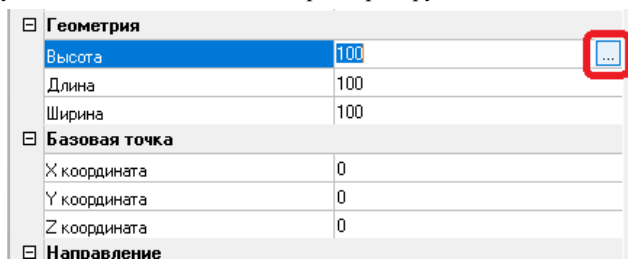 Геометрия
Высота 100 ...
Длина 100
Ширина 100
Базовая точка
X координата 0
Y координата 0
Z координата 0
Направление